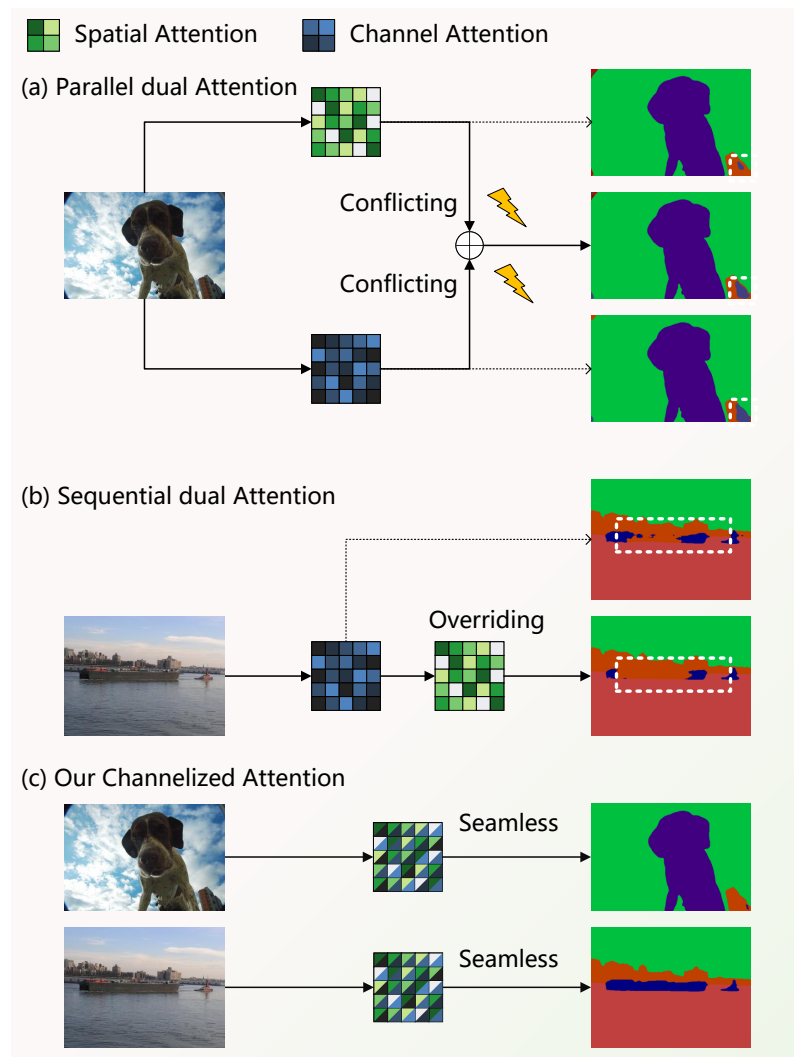 Spatial Attention
Channel Attention
(a) Parallel dual Attention
Conflicting
Conflicting
(b) Sequential dual Attention
Overriding
(c) Our Channelized Attention
Seamless
Seamless